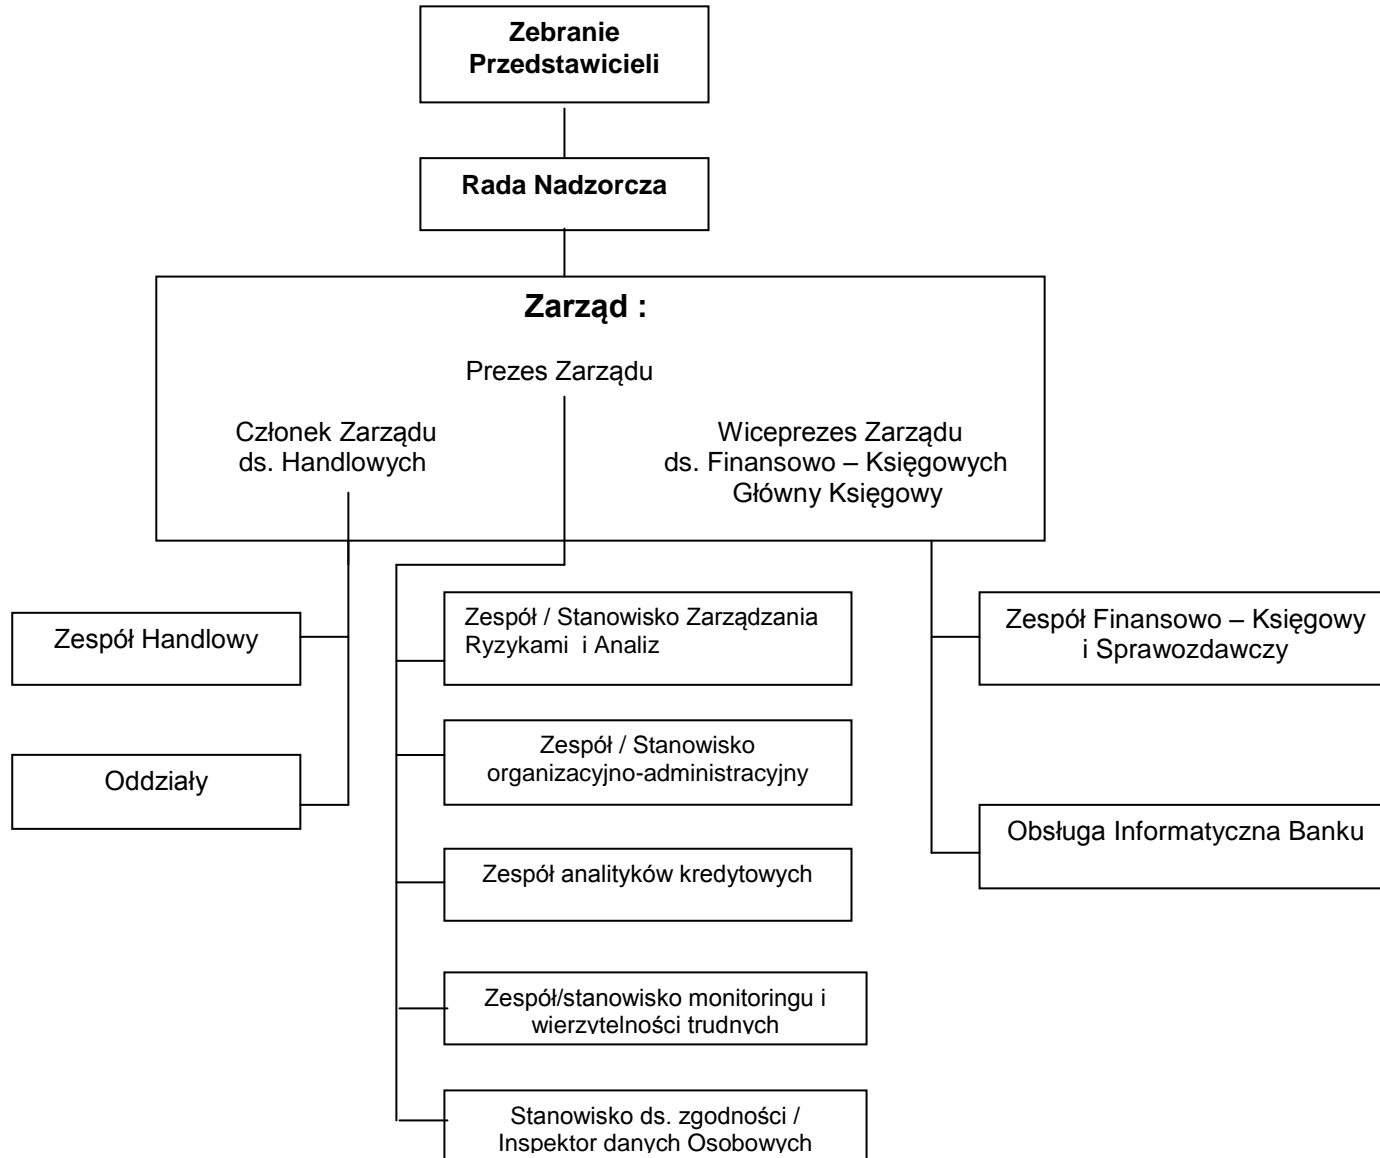 Zebranie
Przedstawicieli
Rada Nadzorcza
Zarząd :
Prezes Zarządu
Członek Zarządu
ds. Handlowych
Wiceprezes Zarządu
ds. Finansowo – Księgowych
Główny Księgowy
Zespół Handlowy
Oddziały
Zespół / Stanowisko Zarządzania
Ryzykami i Analiz
Zespół / Stanowisko
organizacyjno-administracyjny
Zespół analityków kredytowych
Zespół/stanowisko monitoringu i
wierzytelności trudnych
Stanowisko ds. zgodności /
Inspektor danych Osobowych
Zespół Finansowo – Księgowy
i Sprawozdawczy
Obsługa Informatyczna Banku